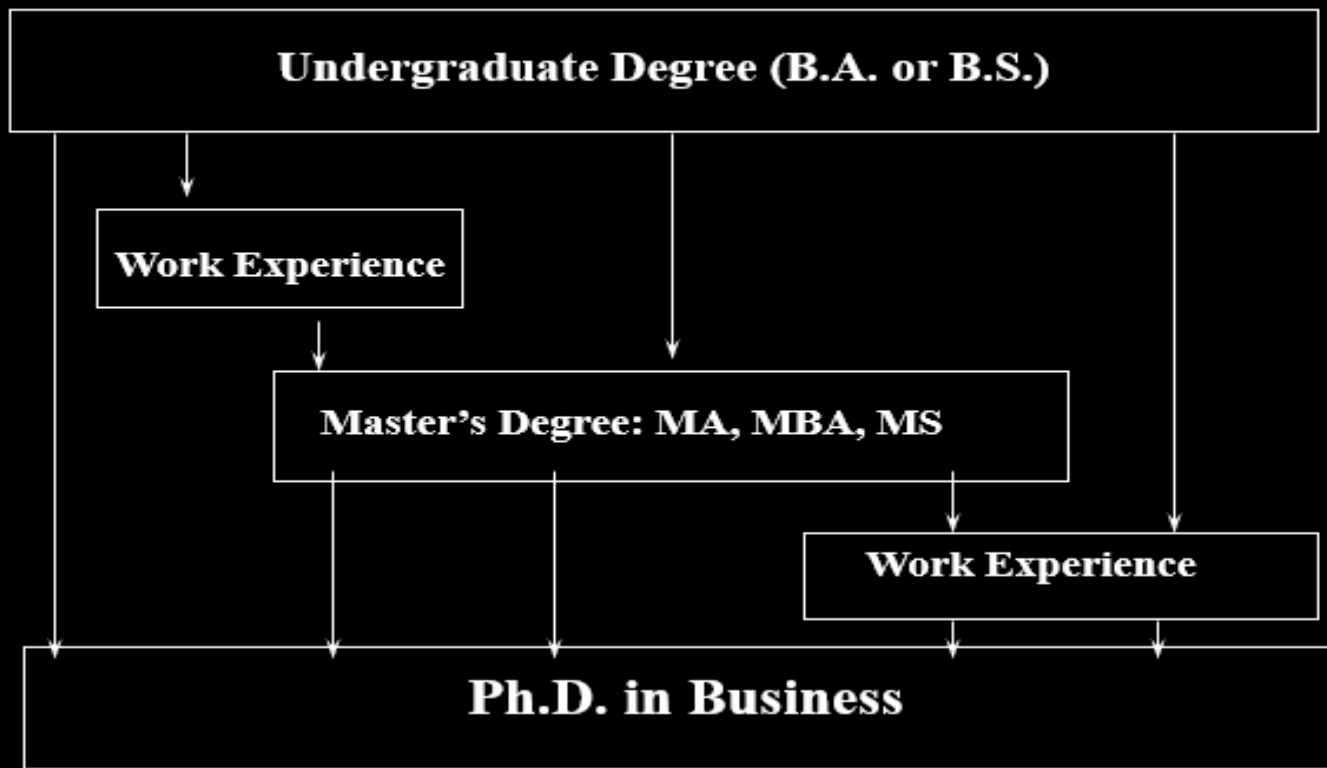 Undergraduate Degree (B.A. or B.S.)
Work Experience
Master’s Degree: MA, MBA, MS
Work Experience
Ph.D. in Business